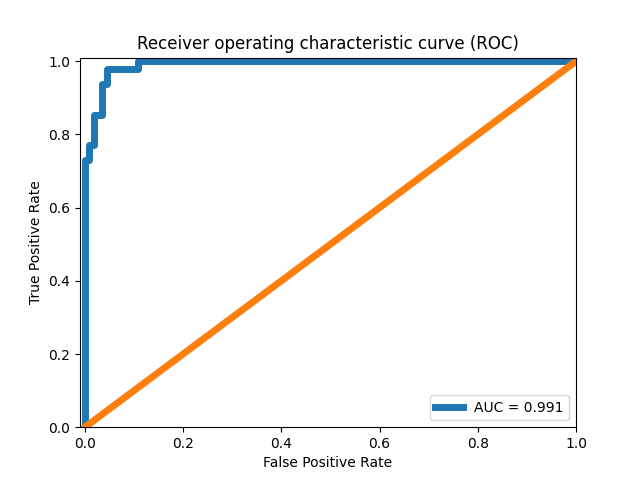 Receiver operating characteristic curve (ROC)
True Positive Rate
1.0
0.8
0.6
0.4
0.2
0.0
0.0 0.2 0.4 0.6 0.8 1.0
False Positive Rate
AUC = 0.991